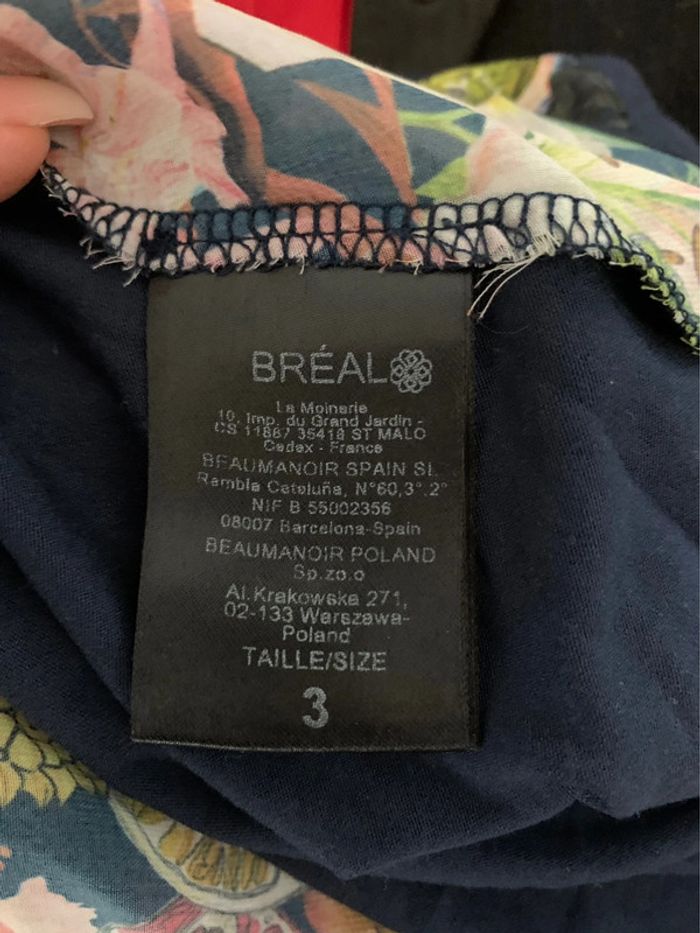 BRÉAL
La Moinerie
10, Imp. du Grand Jardin -
CS 11887 35418 ST MALO
Cedex - France
BEAUMANOIR SPAIN SL
Rambla Cataluña, N°60,3°.2°
NIF B 55002356
08007 Barcelona-Spain
BEAUMANOIR POLAND
Sp.zo.o
Al.Krakowska 271,
02-133 Warszawa-
Poland
TAILLE/SIZE
3